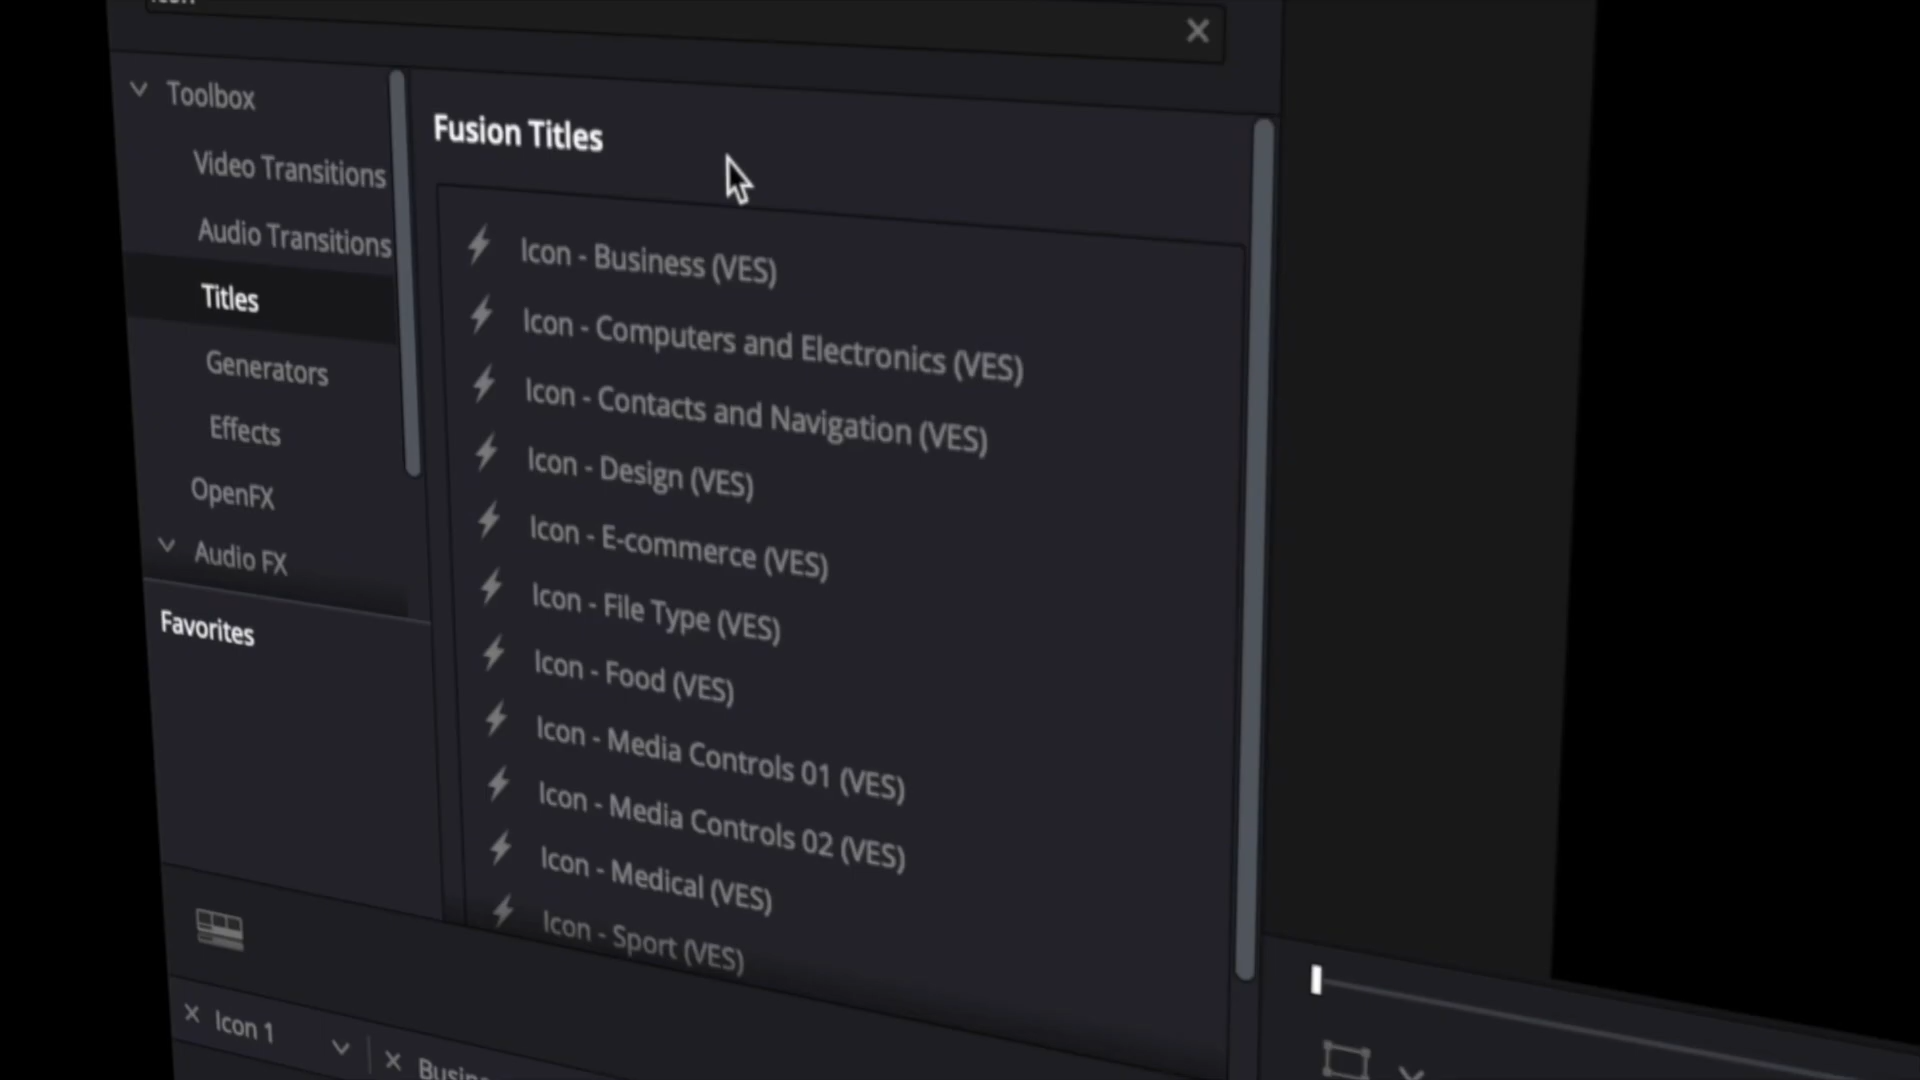 Toolbox
Video Transitions
Audio Transitions
Titles
Generators
Effects
OpenFX
Audio FX
Favorites
Fusion Titles
Icon - Business (VES)
Icon - Computers and Electronics (VES)
Icon - Contacts and Navigation (VES)
Icon - Design (VES)
Icon - E-commerce (VES)
Icon - File Type (VES)
Icon - Food (VES)
Icon - Media Controls 01 (VES)
Icon - Media Controls 02 (VES)
Icon - Medical (VES)
Icon - Sport (VES)
Icon 1